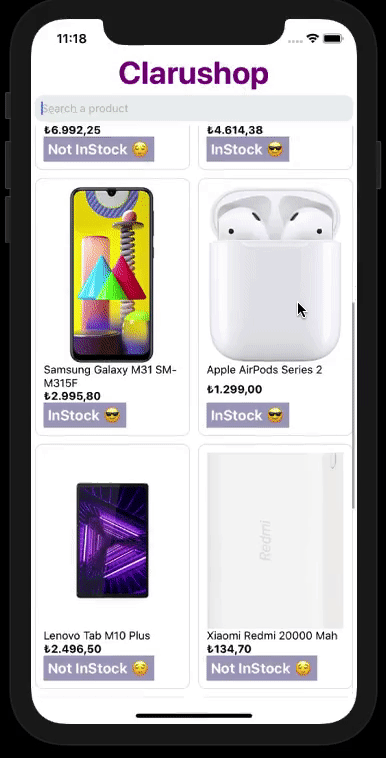 11:18
Clarushop
Search a product
₺6.992,25
Not InStock 😥
₺4.614,38
InStock 😎
Samsung Galaxy M31 SM-
M315F
₺2.995,80
InStock 😎
Apple AirPods Series 2
₺1.299,00
InStock 😎
Lenovo Tab M10 Plus
₺2.496,50
Not InStock 😥
Redmi
Xiaomi Redmi 20000 Mah
₺134,70
Not InStock 😥